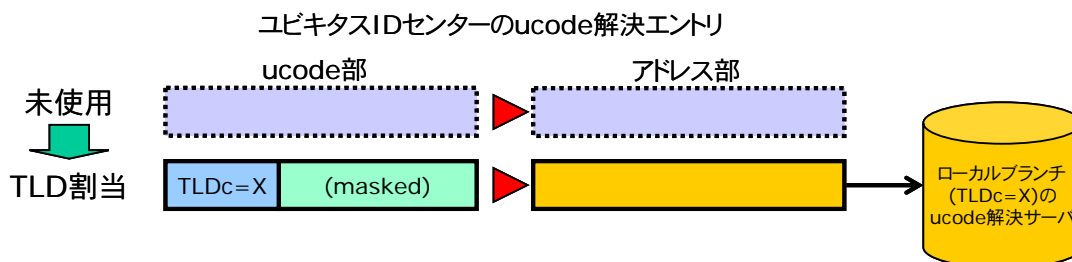 ユビキタスIDセンターのucode解決エントリ
ucode部
アドレス部
未使用
TLD割当
TLDc=X
(masked)
ローカルブランチ
(TLDc=X)の
ucode解決サーバ